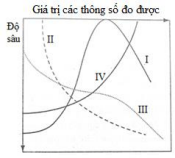 Giá trị các thông số đo được
Độ
sâu
II
I
IV
III